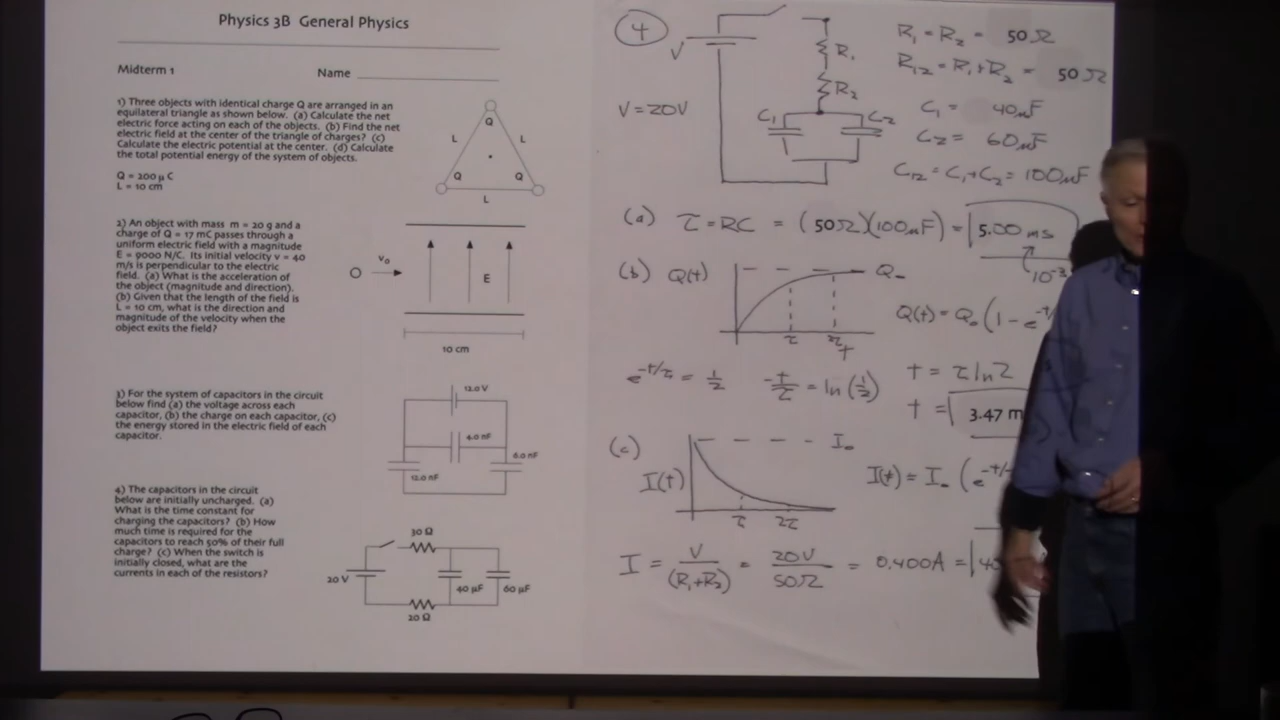 Physics 3B General Physics
Midterm 1 Name
1) Three objects with identical charge Q are arranged in an
equilateral triangle as shown below. (a) Calculate the net
electric force acting on each of the objects. (b) Find the net
electric field at the center of the triangle of charges? (c)
Calculate the electric potential at the center. (d) Calculate
the total potential energy of the system of objects.
Q = 200 μ C
L = 10 cm
Q
L L
Q Q
L
2) An object with mass m = 20 g and a
charge of Q = 17 mC passes through a
uniform electric field with a magnitude
E = 9000 N/C. Its initial velocity v = 40
m/s is perpendicular to the electric
field. (a) What is the acceleration of
the object (magnitude and direction).
(b) Given that the length of the field is
L = 10 cm, what is the direction and
magnitude of the velocity when the
object exits the field?
v₀
E
10 cm
3) For the system of capacitors in the circuit
below find (a) the voltage across each
capacitor, (b) the charge on each capacitor, (c)
the energy stored in the electric field of each
capacitor.
12.0 V
4.0 nF
6.0 nF
12.0 nF
4) The capacitors in the circuit
below are initially uncharged. (a)
What is the time constant for
charging the capacitors? (b) How
much time is required for the
capacitors to reach 50% of their full
charge? (c) When the switch is
initially closed, what are the
currents in each of the resistors?
30 Ω
20 V
40 μF 60 μF
20 Ω
4
V
R₁
R₂
C₁ C₂
V = 20V
R₁ = R₂ = 50 Ω
R₁₂ = R₁ + R₂ = 50 Ω
C₁ = 40 μF
C₂ = 60 μF
C₁₂ = C₁ + C₂ = 100 μF
(a) τ = RC = (50Ω)(100μF) = 5.00 ms
10⁻³
(b) Q(t) Q₀
τ 2τ t
Q(t) = Q₀ (1 - e^-t/
e^-t/τ = 1/2 -t/τ = ln(1/2) t = τ ln 2
t = 3.47 m
(c) I₀
I(t) I(t) = I₀ (e^-t/
τ 2τ
I = V/(R₁+R₂) = 20V/50Ω = 0.400A = 40